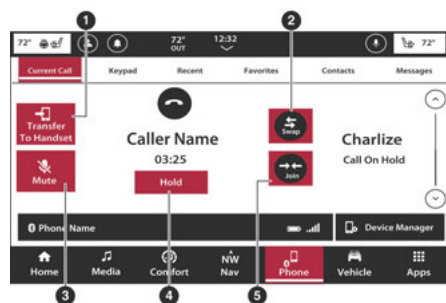 1
2
72°
72°
OUT
12:32
72°
Current Call
Keypad
Recent
Favorites
Contacts
Messages
Transfer
To Handset
Caller Name
03:25
Hold
Mute
Swap
Join
Charlize
Call On Hold
Phone Name
Device Manager
Home
Media
Comfort
NW
Nav
Phone
Vehicle
Apps
3
4
5